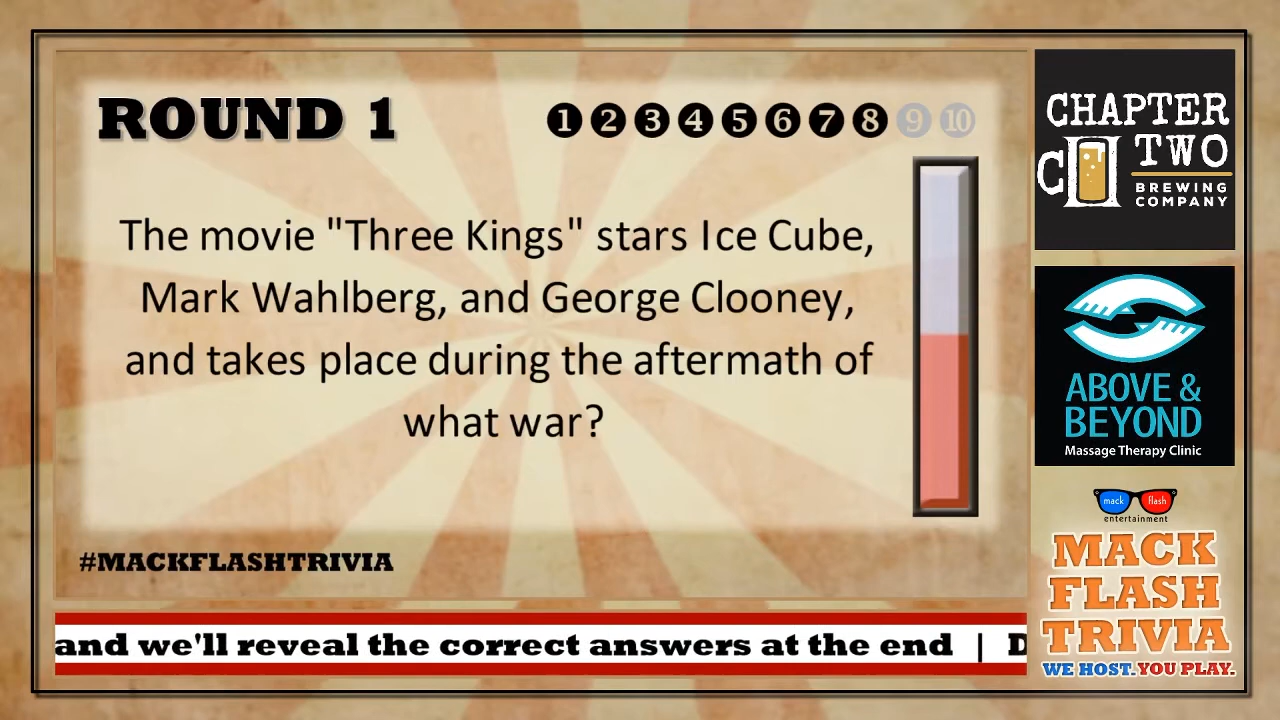 ROUND 1
1 2 3 4 5 6 7 8 9 10
The movie "Three Kings" stars Ice Cube,
Mark Wahlberg, and George Clooney,
and takes place during the aftermath of
what war?
#MACKFLASHTRIVIA
and we'll reveal the correct answers at the end | D
CHAPTER
TWO
C
BREWING
COMPANY
ABOVE &
BEYOND
Massage Therapy Clinic
mack flash
entertainment
MACK
FLASH
TRIVIA
WE HOST. YOU PLAY.